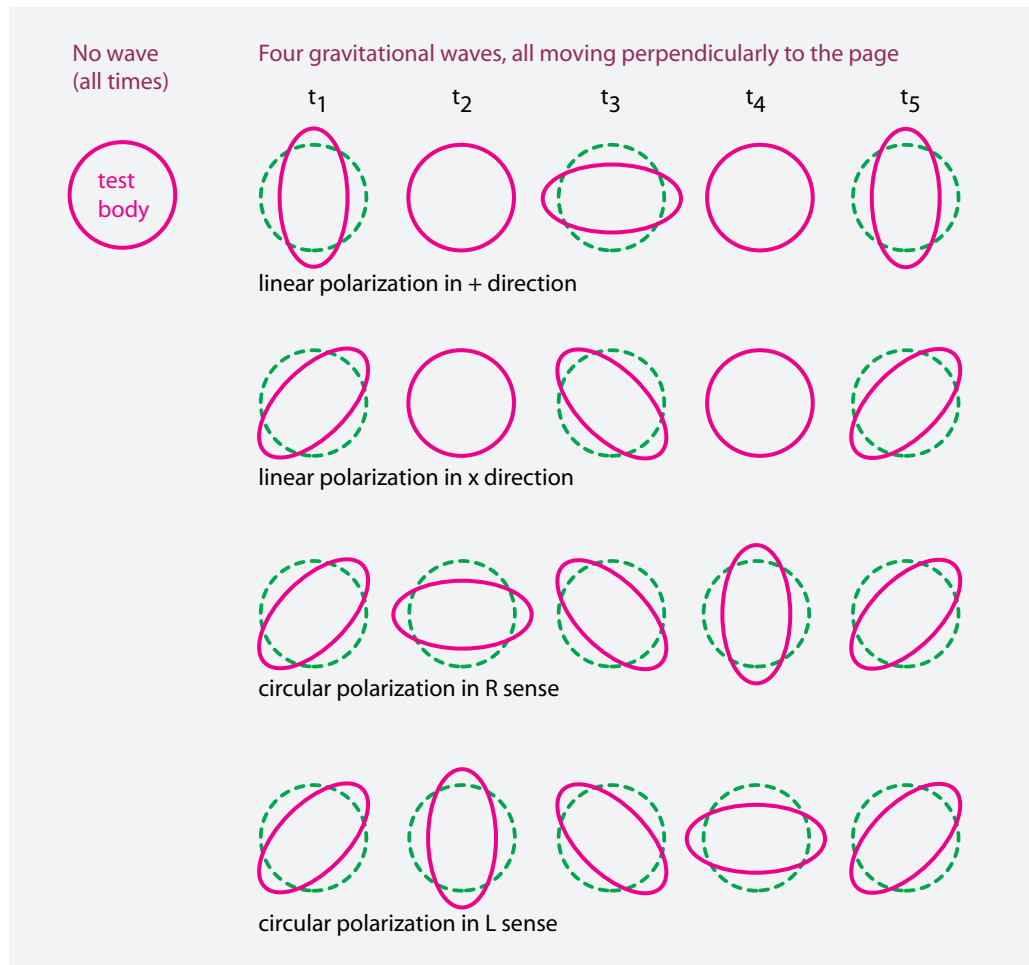 No wave
(all times)
Four gravitational waves, all moving perpendicularly to the page
t1 t2 t3 t4 t5
test
body
linear polarization in + direction
linear polarization in x direction
circular polarization in R sense
circular polarization in L sense